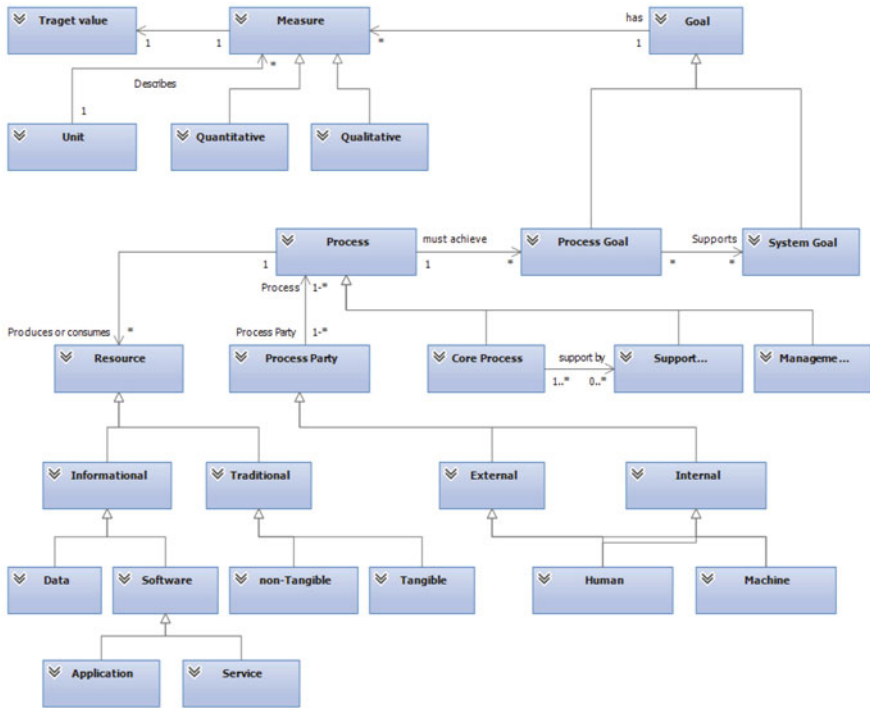 Traget value
Measure
has
Goal
1
1
*
1
*
Describes
1
Unit
Quantitative
Qualitative
Process
must achieve
Process Goal
Supports
System Goal
1
1
*
*
*
Process
1-*
Produces or consumes
*
Process Party
1-*
Resource
Process Party
Core Process
support by
Support...
Manageme...
1..*
0..*
Informational
Traditional
External
Internal
Data
Software
non-Tangible
Tangible
Human
Machine
Application
Service